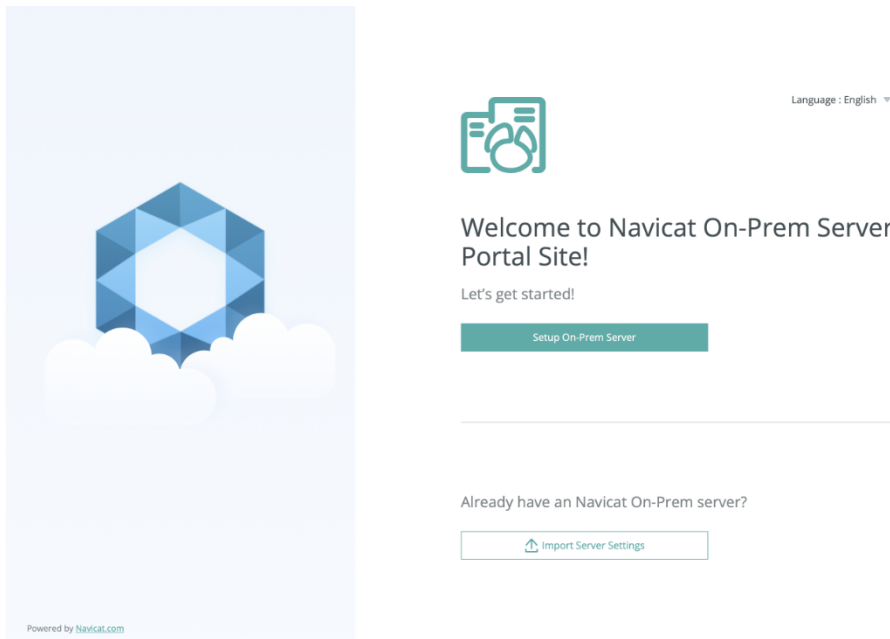 Language : English
Welcome to Navicat On-Prem Server
Portal Site!
Let's get started!
Setup On-Prem Server
Already have an Navicat On-Prem server?
Import Server Settings
Powered by Navicat.com